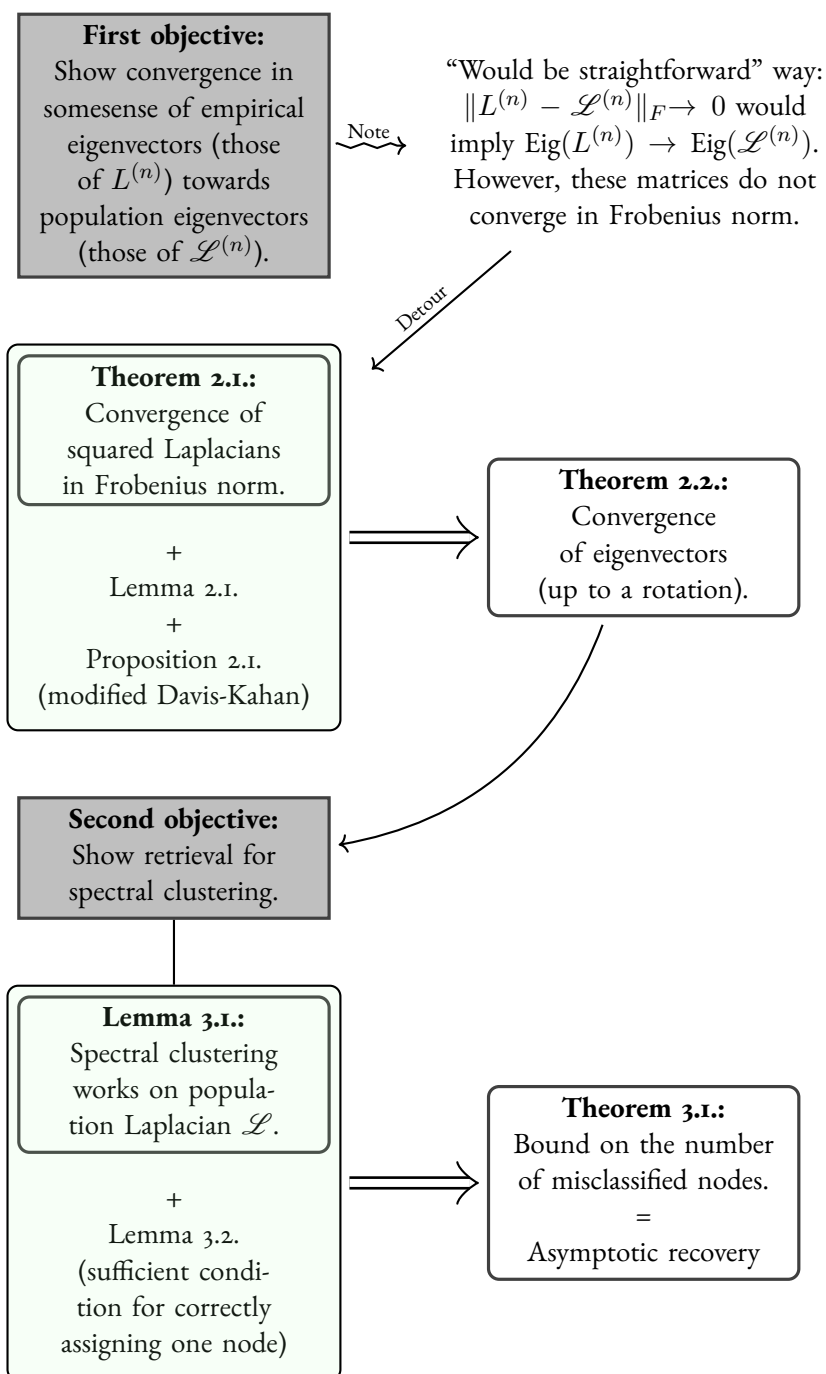 First objective:
Show convergence in
somesense of empirical
eigenvectors (those
of L^{(n)}) towards
population eigenvectors
(those of ℒ^{(n)}).
Note
“Would be straightforward” way:
‖L^{(n)} − ℒ^{(n)}‖_F → 0 would
imply Eig(L^{(n)}) → Eig(ℒ^{(n)}).
However, these matrices do not
converge in Frobenius norm.
Detour
Theorem 2.1.:
Convergence of
squared Laplacians
in Frobenius norm.
+
Lemma 2.1.
+
Proposition 2.1.
(modified Davis-Kahan)
Theorem 2.2.:
Convergence
of eigenvectors
(up to a rotation).
Second objective:
Show retrieval for
spectral clustering.
Lemma 3.1.:
Spectral clustering
works on popula-
tion Laplacian ℒ.
+
Lemma 3.2.
(sufficient condi-
tion for correctly
assigning one node)
Theorem 3.1.:
Bound on the number
of misclassified nodes.
=
Asymptotic recovery